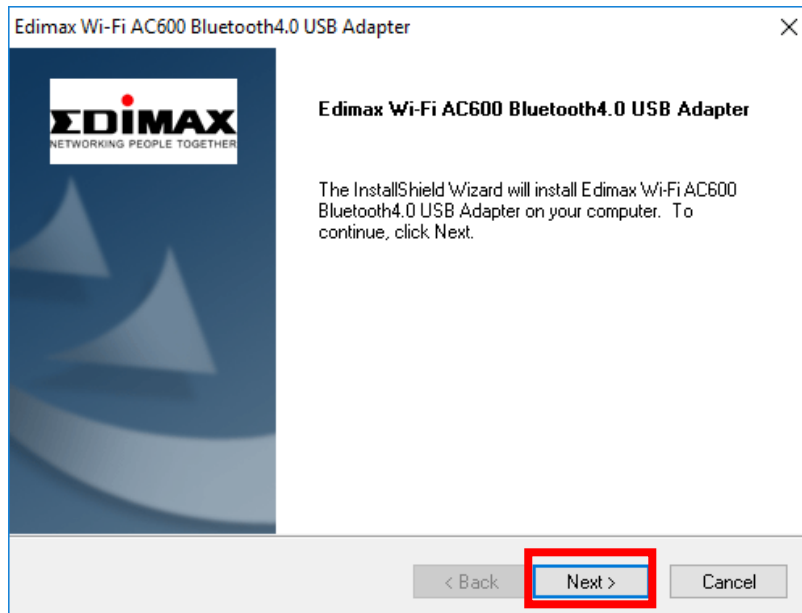 Edimax Wi-Fi AC600 Bluetooth4.0 USB Adapter
EDIMAX
NETWORKING PEOPLE TOGETHER
Edimax Wi-Fi AC600 Bluetooth4.0 USB Adapter
The InstallShield Wizard will install Edimax Wi-Fi AC600
Bluetooth4.0 USB Adapter on your computer. To
continue, click Next.
< Back
Next >
Cancel